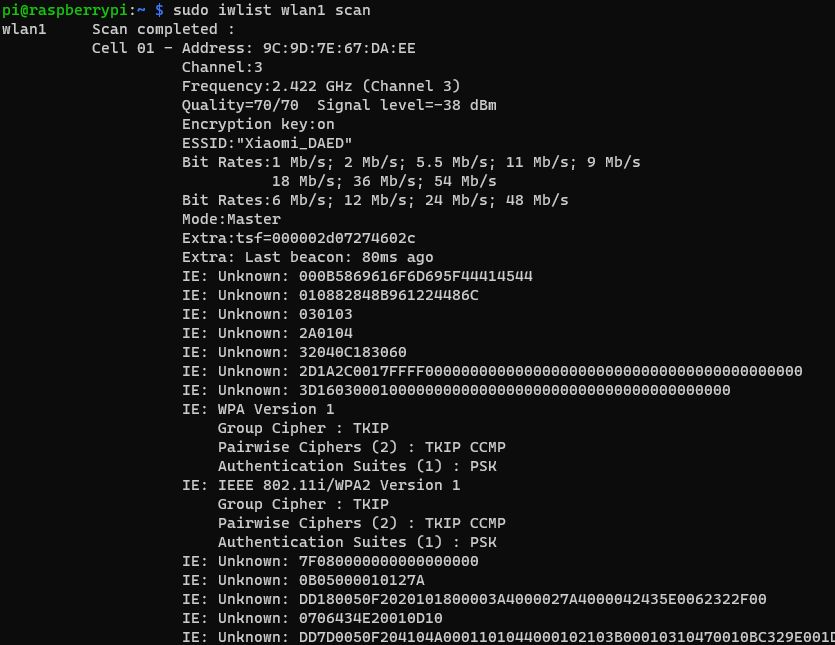 pi@raspberrypi:~ $ sudo iwlist wlan1 scan
wlan1     Scan completed :
          Cell 01 - Address: 9C:9D:7E:67:DA:EE
                    Channel:3
                    Frequency:2.422 GHz (Channel 3)
                    Quality=70/70  Signal level=-38 dBm
                    Encryption key:on
                    ESSID:"Xiaomi_DAED"
                    Bit Rates:1 Mb/s; 2 Mb/s; 5.5 Mb/s; 11 Mb/s; 9 Mb/s
                              18 Mb/s; 36 Mb/s; 54 Mb/s
                    Bit Rates:6 Mb/s; 12 Mb/s; 24 Mb/s; 48 Mb/s
                    Mode:Master
                    Extra:tsf=000002d07274602c
                    Extra: Last beacon: 80ms ago
                    IE: Unknown: 000B5869616F6D695F44414544
                    IE: Unknown: 010882848B961224486C
                    IE: Unknown: 030103
                    IE: Unknown: 2A0104
                    IE: Unknown: 32040C183060
                    IE: Unknown: 2D1A2C0017FFFF000000000000000000000000000000000000000000
                    IE: Unknown: 3D16030001000000000000000000000000000000000000000000
                    IE: WPA Version 1
                        Group Cipher : TKIP
                        Pairwise Ciphers (2) : TKIP CCMP
                        Authentication Suites (1) : PSK
                    IE: IEEE 802.11i/WPA2 Version 1
                        Group Cipher : TKIP
                        Pairwise Ciphers (2) : TKIP CCMP
                        Authentication Suites (1) : PSK
                    IE: Unknown: 7F080000000000000000
                    IE: Unknown: 0B05000010127A
                    IE: Unknown: DD180050F2020101800003A4000027A4000042435E0062322F00
                    IE: Unknown: 0706434E20010D10
                    IE: Unknown: DD7D0050F204104A0001101044000102103B00010310470010BC329E001D